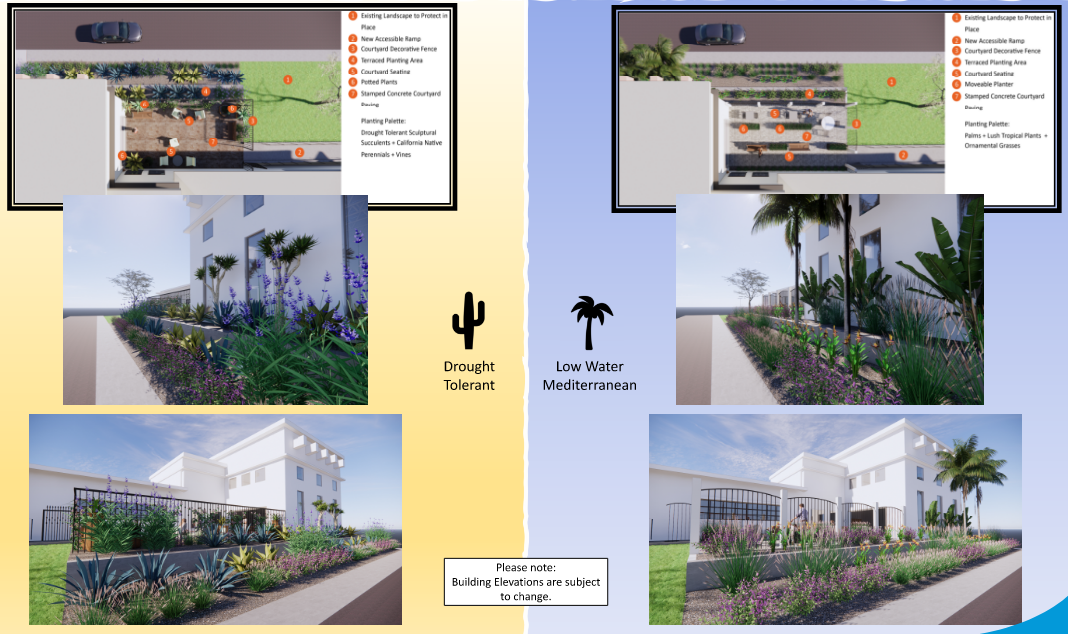 1 Existing Landscape to Protect in
Place
2 New Accessible Ramp
3 Courtyard Decorative Fence
4 Terraced Planting Area
5 Courtyard Seating
6 Potted Plants
7 Stamped Concrete Courtyard
Paving
Planting Palette:
Drought Tolerant Sculptural
Succulents + California Native
Perennials + Vines
1 Existing Landscape to Protect in
Place
2 New Accessible Ramp
3 Courtyard Decorative Fence
4 Terraced Planting Area
5 Courtyard Seating
6 Moveable Planter
7 Stamped Concrete Courtyard
Paving
Planting Palette:
Palms + Lush Tropical Plants +
Ornamental Grasses
Drought
Tolerant
Low Water
Mediterranean
Please note:
Building Elevations are subject
to change.